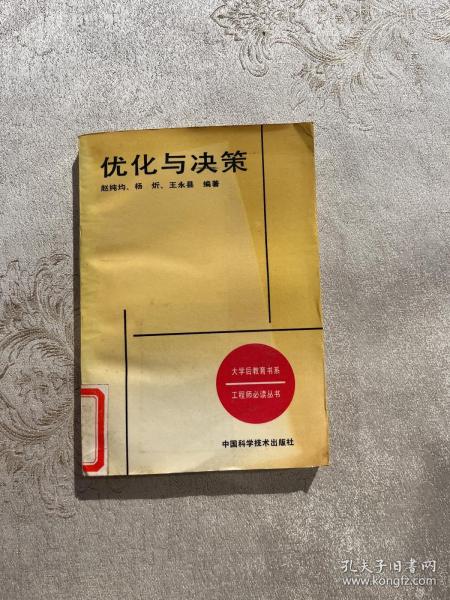 优化与决策
赵纯均、杨 炘、王永县 编著
大学后教育书系
工程师必读丛书
中国科学技术出版社
孔夫子旧书网
www.kongfz.com